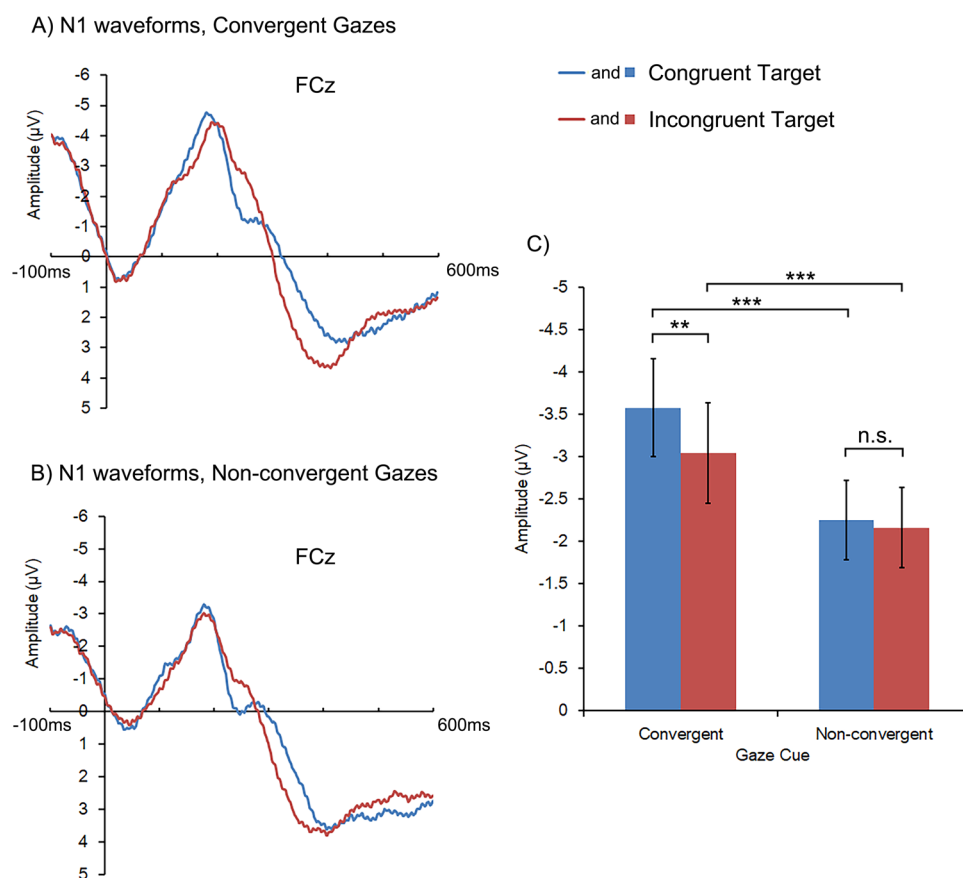 A) N1 waveforms, Convergent Gazes
FCz
Amplitude (µV)
-6
-5
-4
-3
-2
-1
0
1
2
3
4
5
-100ms
600ms
and Congruent Target
and Incongruent Target
B) N1 waveforms, Non-convergent Gazes
FCz
Amplitude (µV)
-6
-5
-4
-3
-2
-1
0
1
2
3
4
5
-100ms
600ms
C)
Amplitude (µV)
-5
-4.5
-4
-3.5
-3
-2.5
-2
-1.5
-1
-0.5
0
***
***
**
n.s.
Convergent
Non-convergent
Gaze Cue